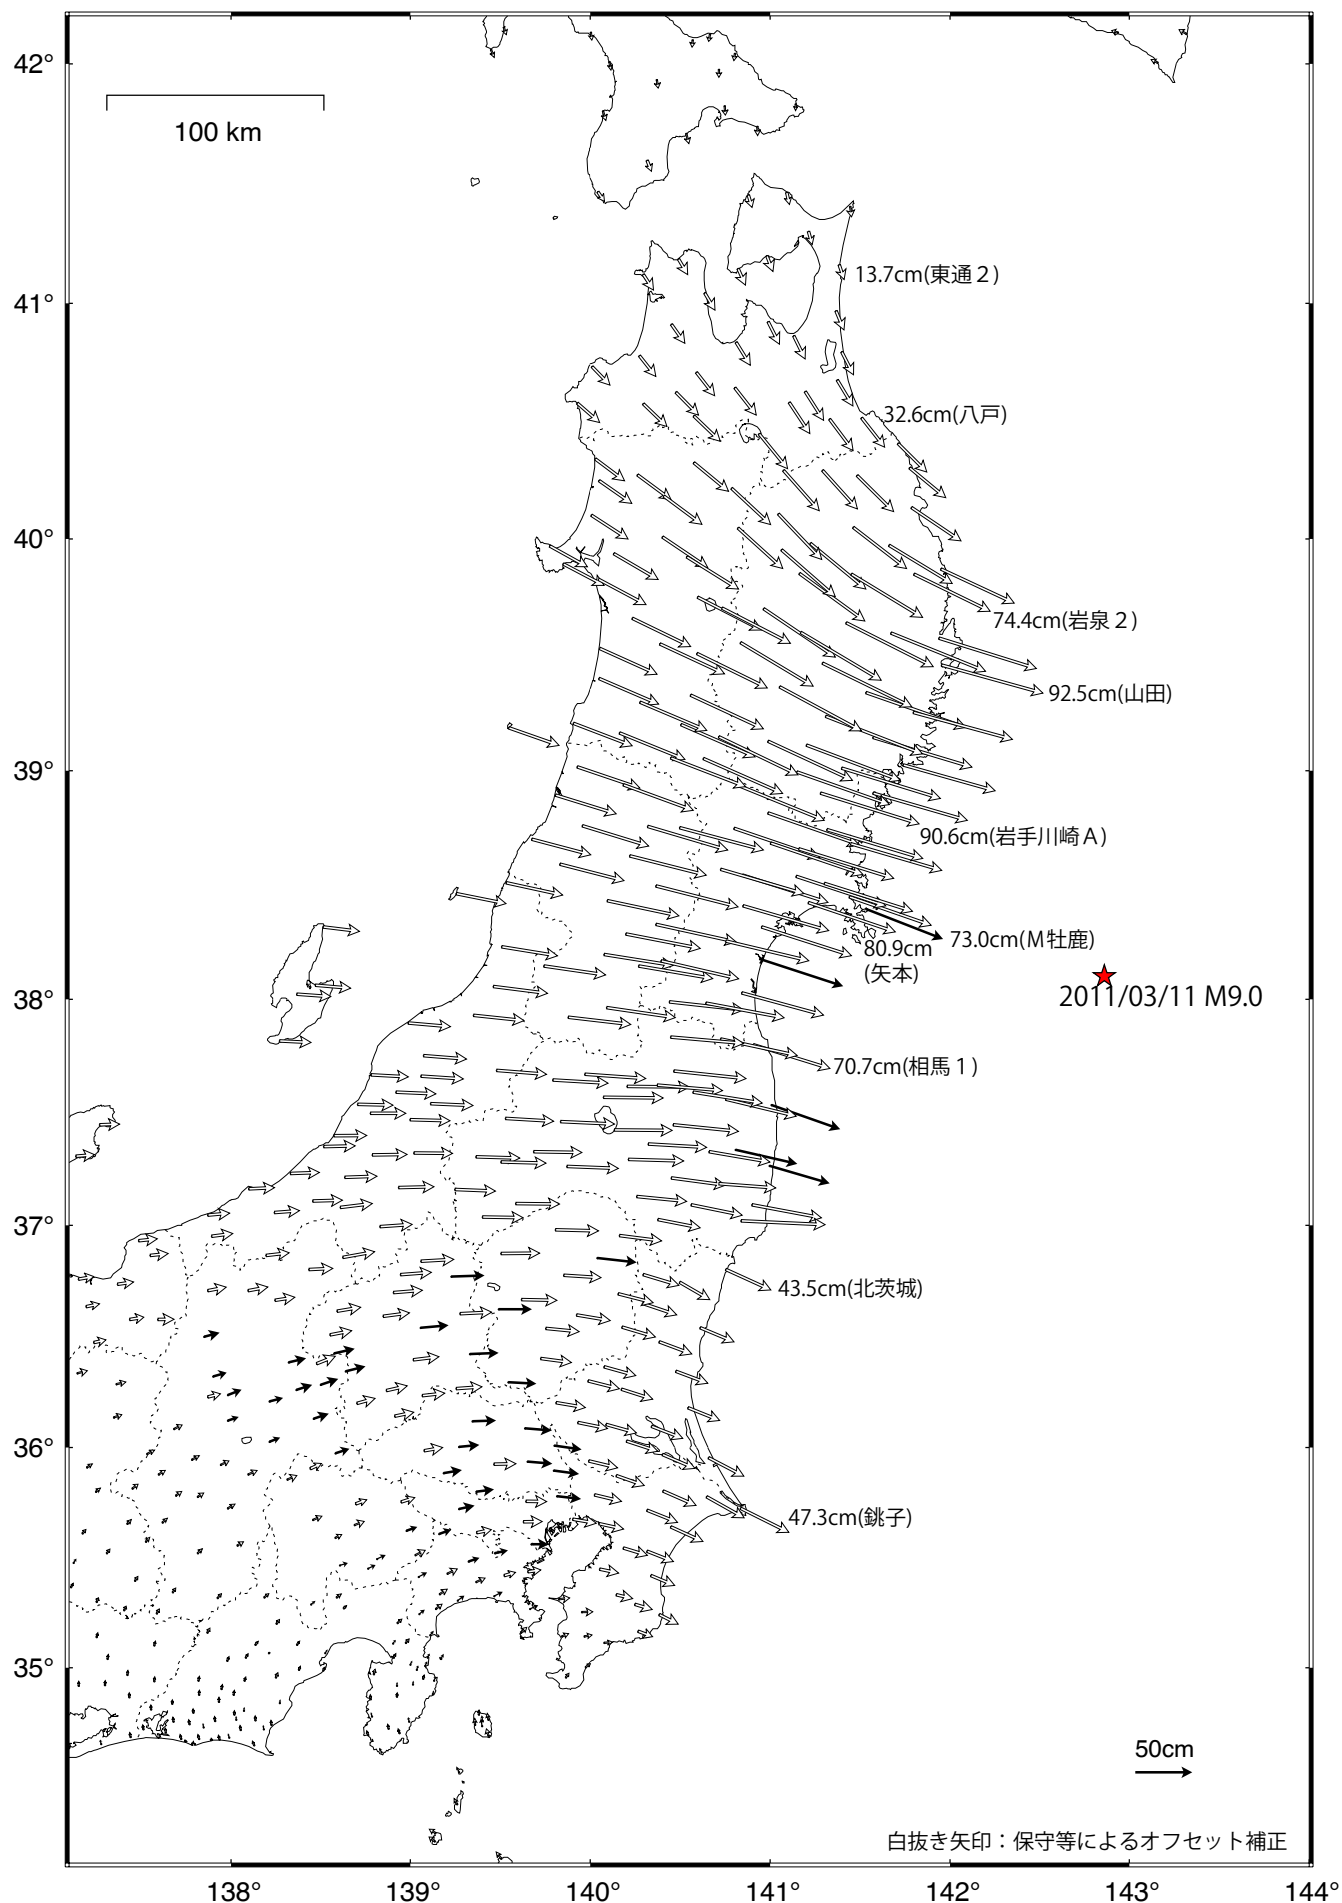 42°
100 km
13.7cm(東通２)
41°
32.6cm(八戸)
40°
74.4cm(岩泉２)
92.5cm(山田)
39°
90.6cm(岩手川崎Ａ)
73.0cm(Ｍ牡鹿)
80.9cm
(矢本)
38°
2011/03/11 M9.0
70.7cm(相馬１)
37°
43.5cm(北茨城)
36°
47.3cm(銚子)
35°
50cm
白抜き矢印：保守等によるオフセット補正
138° 139° 140° 141° 142° 143° 144°